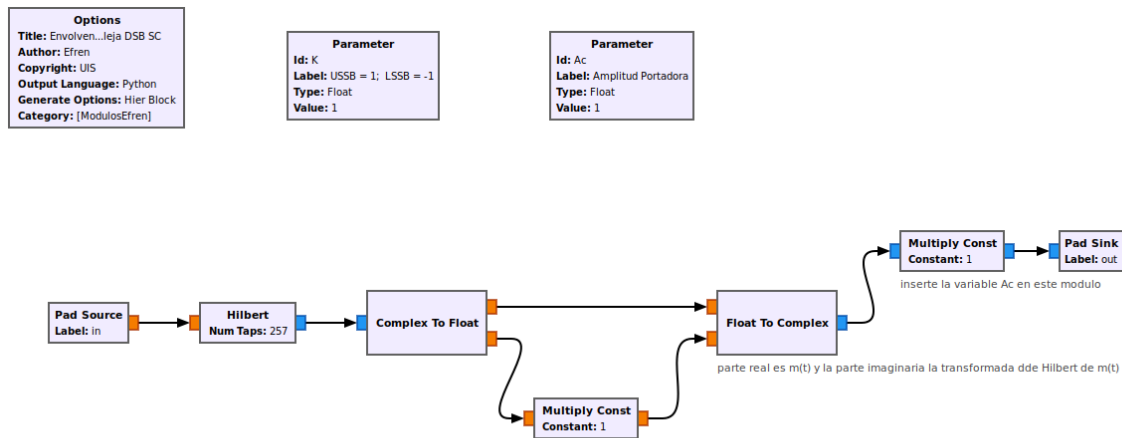 Options
Title: Envolven...leja DSB SC
Author: Efren
Copyright: UIS
Output Language: Python
Generate Options: Hier Block
Category: [ModulosEfren]
Parameter
Id: K
Label: USSB = 1; LSSB = -1
Type: Float
Value: 1
Parameter
Id: Ac
Label: Amplitud Portadora
Type: Float
Value: 1
Multiply Const
Constant: 1
Pad Sink
Label: out
inserte la variable Ac en este modulo
Pad Source
Label: in
Hilbert
Num Taps: 257
Complex To Float
Float To Complex
parte real es m(t) y la parte imaginaria la transformada dde Hilbert de m(t)
Multiply Const
Constant: 1